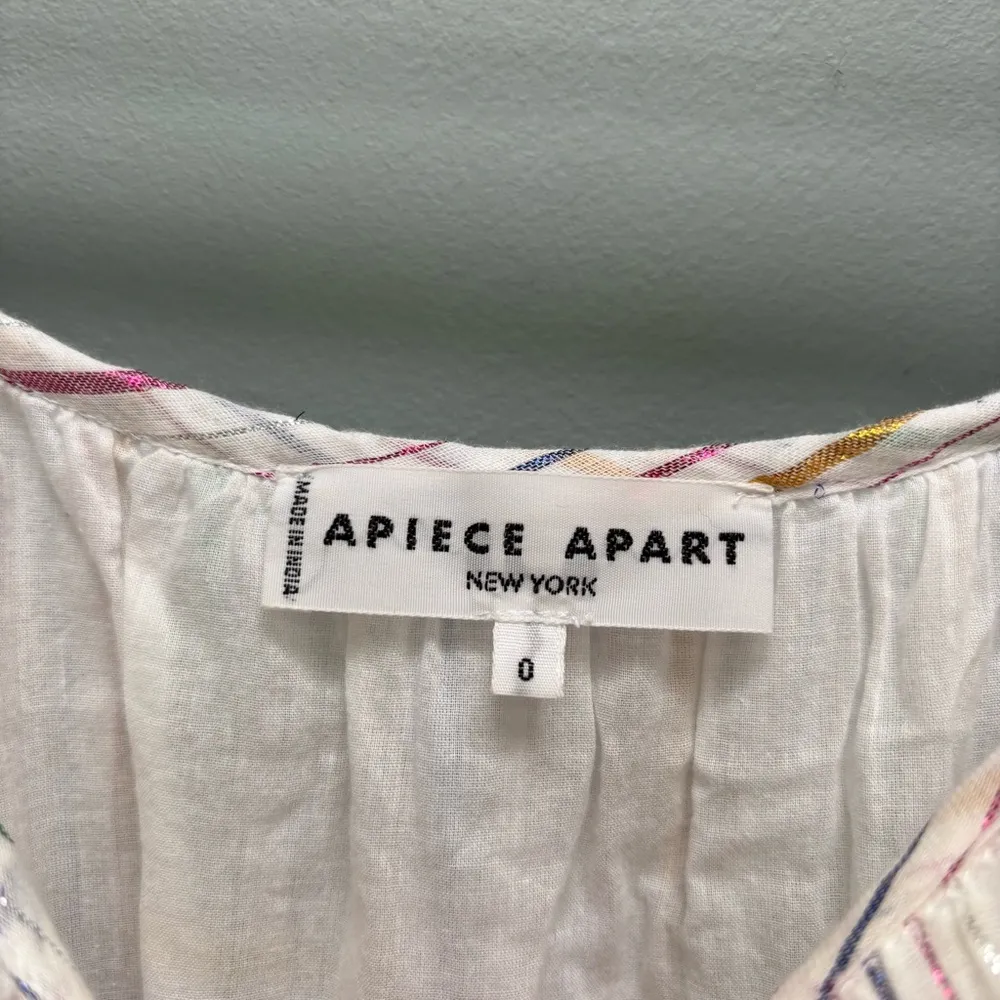 MADE IN INDIA
APIECE APART
NEW YORK
0